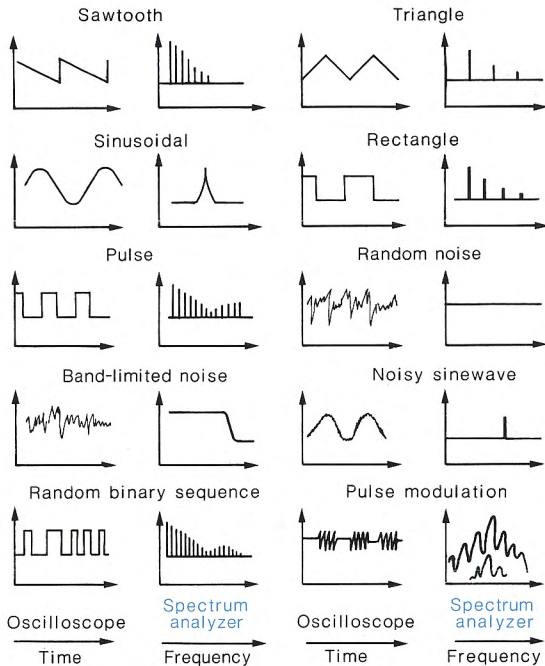 Sawtooth
Triangle
Sinusoidal
Rectangle
Pulse
Random noise
Band-limited noise
Noisy sinewave
Random binary sequence
Pulse modulation
Oscilloscope
Spectrum
analyzer
Oscilloscope
Spectrum
analyzer
Time
Frequency
Time
Frequency